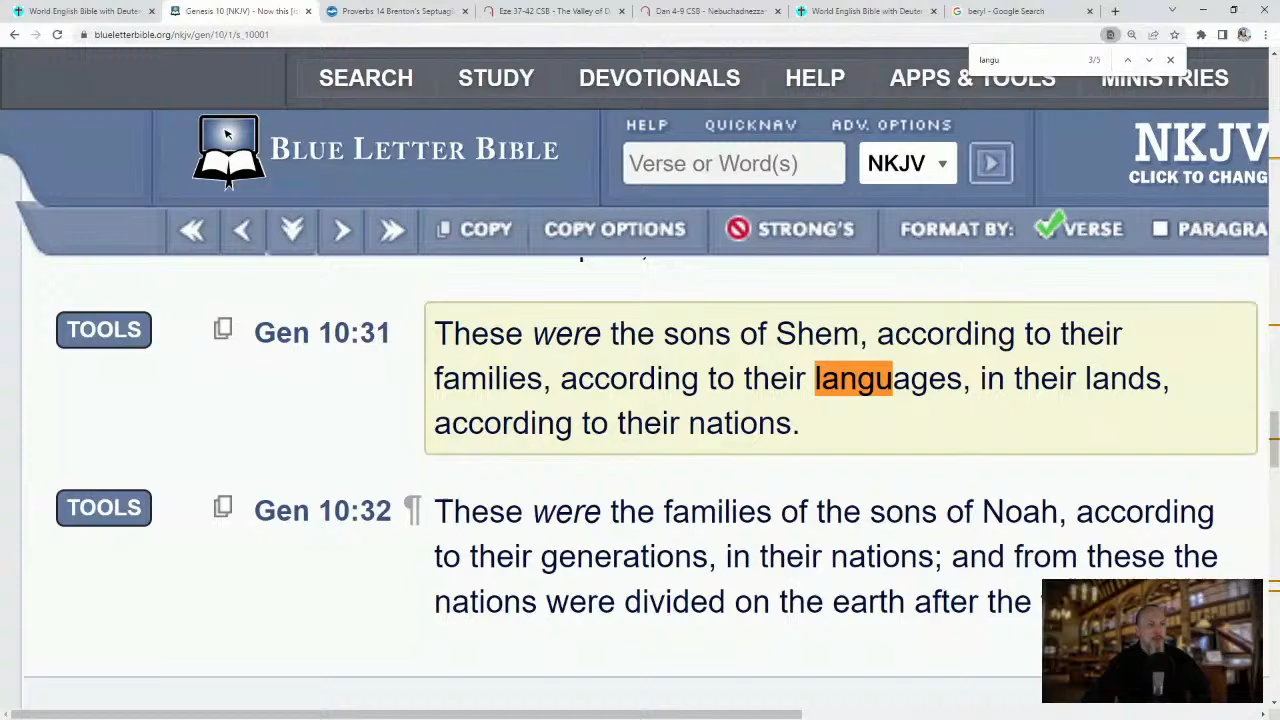 World English Bible with Deuter
Genesis 10 [NKJV] - Now this i
Proverbs 14 Brenton's Septuagi
Eze 37-42 CSB - The Valley of D
Dan 4-9 CSB - Nebuchadnezza
World English Bible with Deuter
beryl - Google Search
blueletterbible.org/nkjv/gen/10/1/s_10001
langu 3/5
SEARCH STUDY DEVOTIONALS HELP APPS & TOOLS MINISTRIES
HELP QUICKNAV ADV. OPTIONS
BLUE LETTER BIBLE
Verse or Word(s) NKJV
NKJV
CLICK TO CHANG
COPY COPY OPTIONS STRONG'S FORMAT BY: VERSE PARAGRA
TOOLS Gen 10:31 These were the sons of Shem, according to their
families, according to their languages, in their lands,
according to their nations.
TOOLS Gen 10:32 ¶ These were the families of the sons of Noah, according
to their generations, in their nations; and from these the
nations were divided on the earth after the